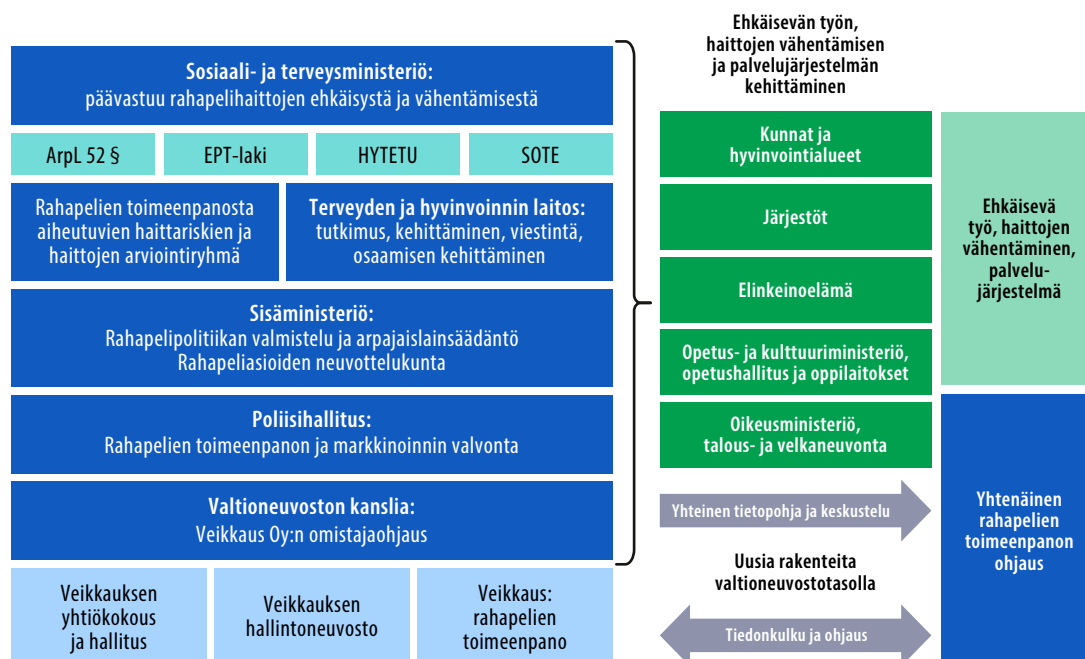 Sosiaali- ja terveysministeriö:
päävastuu rahapelihaittojen ehkäisystä ja vähentämisestä
ArpL 52 §
EPT-laki
HYTETU
SOTE
Rahapelien toimeenpanosta
aiheutuvien haittariskien ja
haittojen arviointiryhmä
Terveyden ja hyvinvoinnin laitos:
tutkimus, kehittäminen, viestintä,
osaamisen kehittäminen
Sisäministeriö:
Rahapelipolitiikan valmistelu ja arpajaislainsäädäntö
Rahapeliasioiden neuvottelukunta
Poliisihallitus:
Rahapelien toimeenpanon ja markkinoinnin valvonta
Valtioneuvoston kanslia:
Veikkaus Oy:n omistajaohjaus
Veikkauksen
yhtiökokous
ja hallitus
Veikkauksen
hallintoneuvosto
Veikkaus:
rahapelien
toimeenpano
Ehkäisevän työn,
haittojen vähentämisen
ja palvelujärjestelmän
kehittäminen
Kunnat ja
hyvinvointialueet
Järjestöt
Elinkeinoelämä
Opetus- ja kulttuuriministeriö,
opetushallitus ja oppilaitokset
Oikeusministeriö,
talous- ja velkaneuvonta
Yhteinen tietopohja ja keskustelu
Uusia rakenteita
valtioneuvostotasolla
Tiedonkulku ja ohjaus
Ehkäisevä
työ, haittojen
vähentäminen,
palvelu-
järjestelmä
Yhtenäinen
rahapelien
toimeenpanon
ohjaus